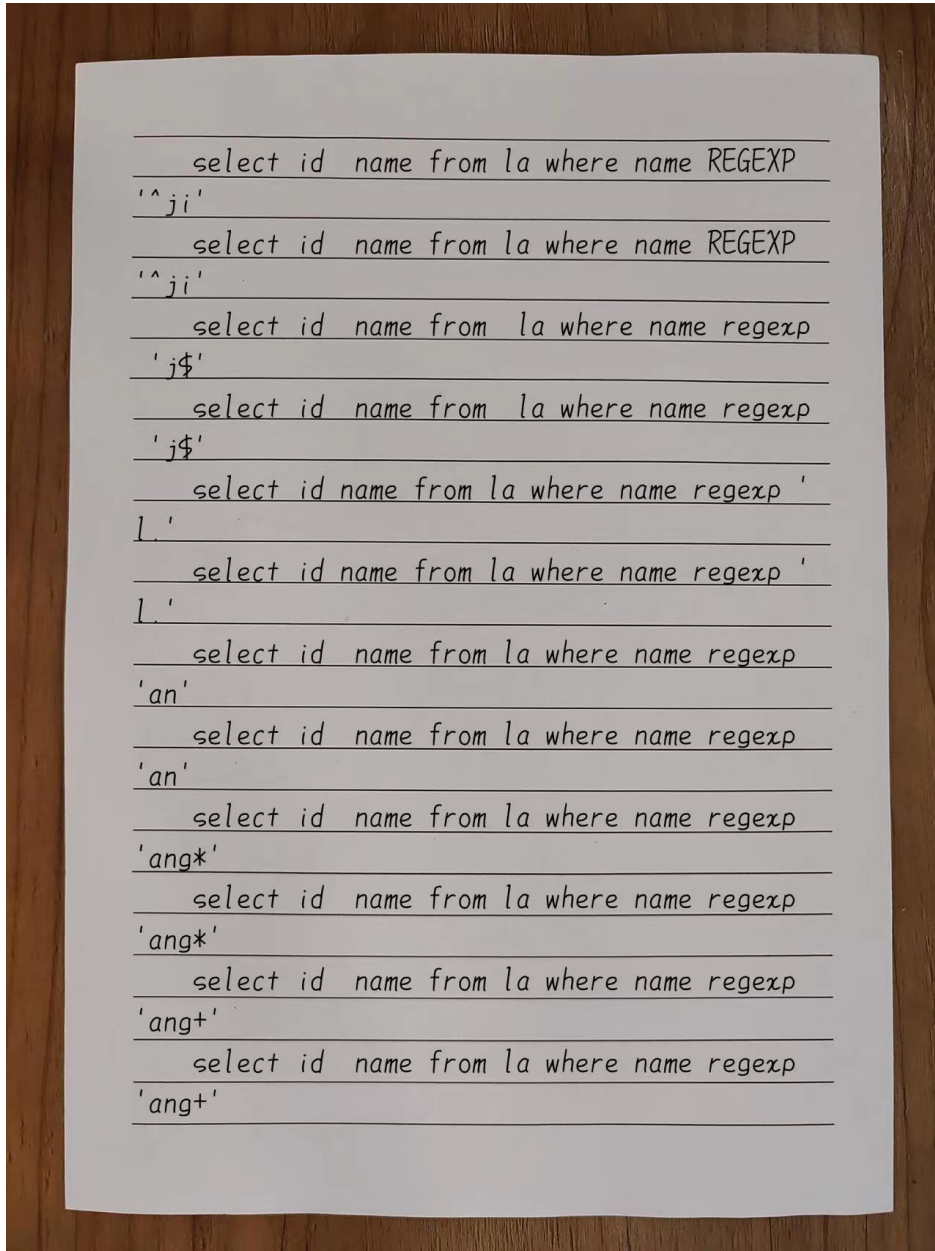 select id  name from la where name REGEXP
'^ji'
select id  name from la where name REGEXP
'^ji'
select id  name from  la where name regexp
'j$'
select id  name from  la where name regexp
'j$'
select id name from la where name regexp '
l.'
select id name from la where name regexp '
l.'
select id  name from la where name regexp
'an'
select id  name from la where name regexp
'an'
select id  name from la where name regexp
'ang*'
select id  name from la where name regexp
'ang*'
select id  name from la where name regexp
'ang+'
select id  name from la where name regexp
'ang+'